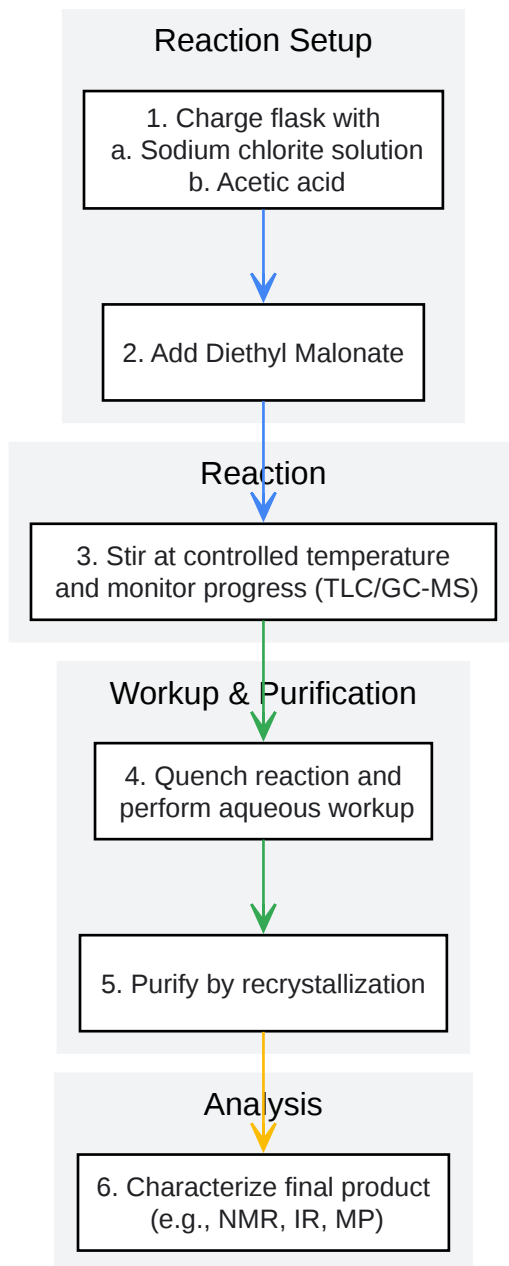 Reaction Setup
1. Charge flask with
a. Sodium chlorite solution
b. Acetic acid
2. Add Diethyl Malonate
Reaction
3. Stir at controlled temperature
and monitor progress (TLC/GC-MS)
Workup & Purification
4. Quench reaction and
perform aqueous workup
5. Purify by recrystallization
Analysis
6. Characterize final product
(e.g., NMR, IR, MP)